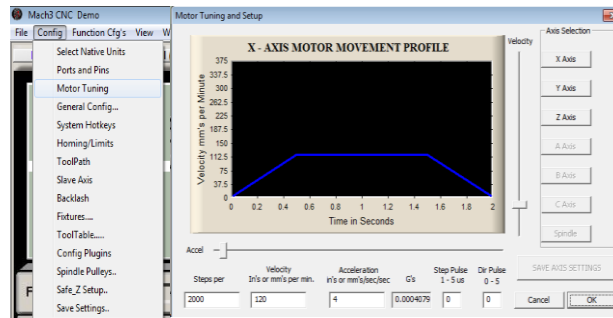 Mach3 CNC Demo
File Config Function Cfg's View W
Select Native Units
Ports and Pins
Motor Tuning
General Config...
System Hotkeys
Homing/Limits
ToolPath
Slave Axis
Backlash
Fixtures....
ToolTable.....
Config Plugins
Spindle Pulleys..
Safe_Z Setup..
Save Settings..
F
Motor Tuning and Setup
X - AXIS MOTOR MOVEMENT PROFILE
Velocity mm's per Minute
375
337.5
300
262.5
225
187.5
150
112.5
75
37.5
0
0 0.2 0.4 0.6 0.8 1 1.2 1.4 1.6 1.8 2
Time in Seconds
Velocity
Accel
Axis Selection
X Axis
Y Axis
Z Axis
A Axis
B Axis
C Axis
Spindle
SAVE AXIS SETTINGS
Steps per
Velocity
In's or mm's per min.
Acceleration
in's or mm's/sec/sec
G's
Step Pulse
1 - 5 us
Dir Pulse
0 - 5
2000 120 4 0.0004079 0 0
Cancel OK